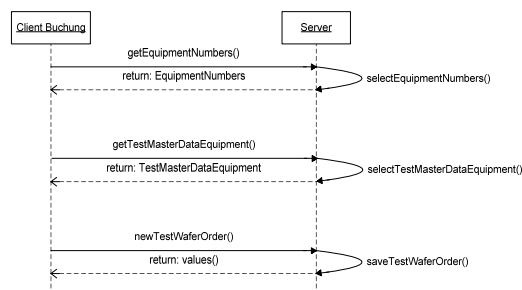 Client Buchung
Server
getEquipmentNumbers()
return: EquipmentNumbers
selectEquipmentNumbers()
getTestMasterDataEquipment()
return: TestMasterDataEquipment
selectTestMasterDataEquipment()
newTestWaferOrder()
return: values()
saveTestWaferOrder()